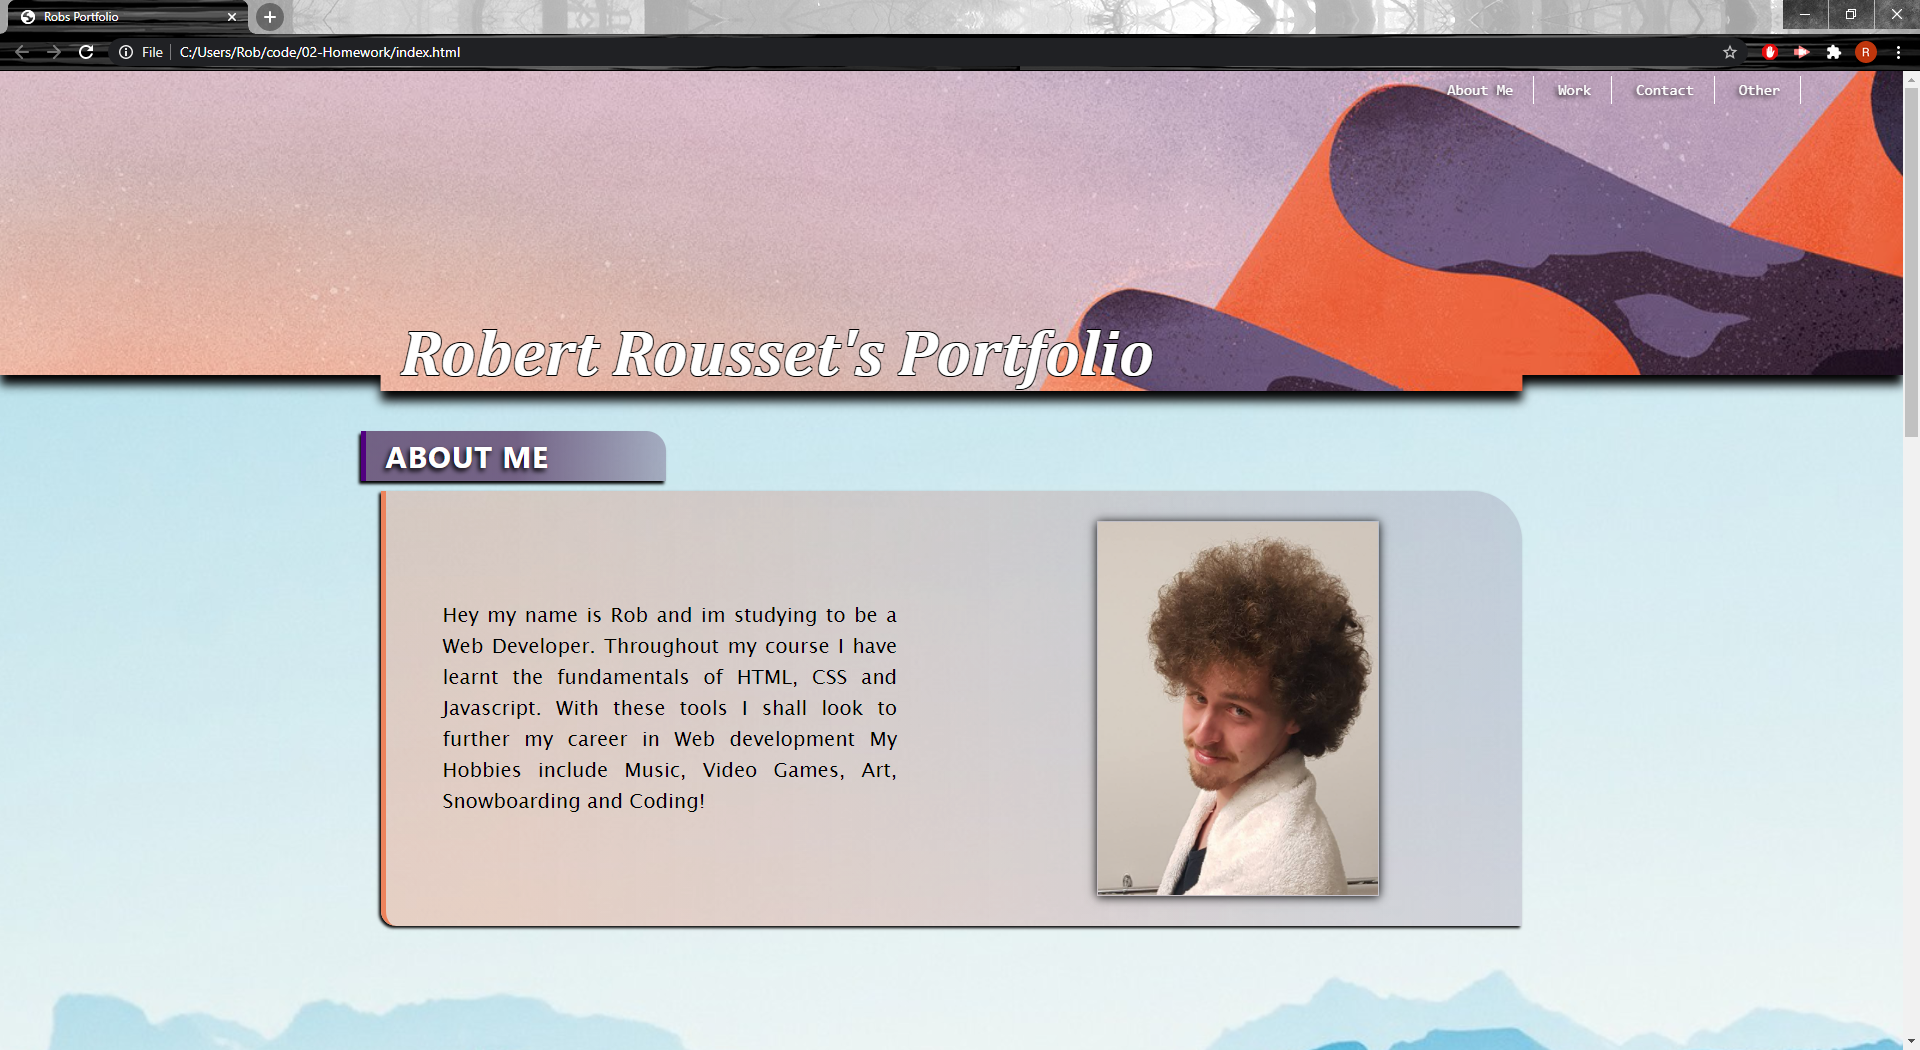 Robs Portfolio
File
C:/Users/Rob/code/02-Homework/index.html
R
About Me
Work
Contact
Other
Robert Rousset's Portfolio
ABOUT ME
Hey my name is Rob and im studying to be a
Web Developer. Throughout my course I have
learnt the fundamentals of HTML, CSS and
Javascript. With these tools I shall look to
further my career in Web development My
Hobbies include Music, Video Games, Art,
Snowboarding and Coding!